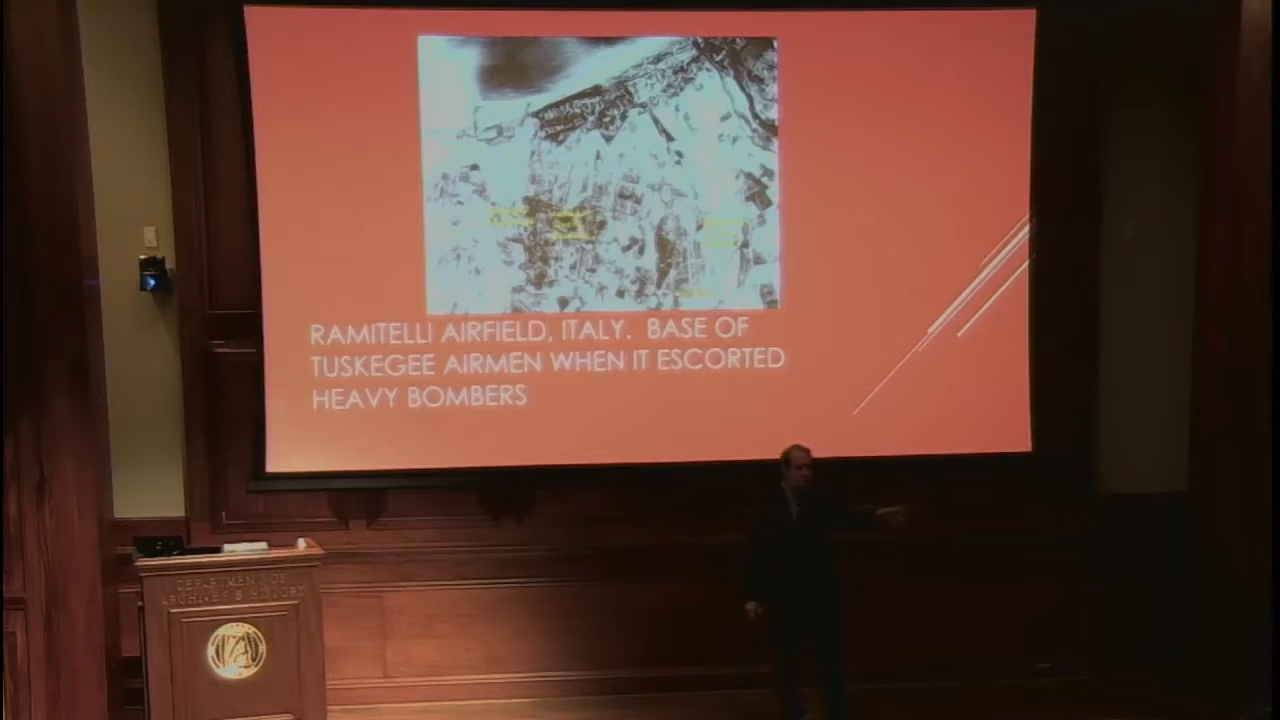 RAMITELLI AIRFIELD, ITALY. BASE OF
TUSKEGEE AIRMEN WHEN IT ESCORTED
HEAVY BOMBERS
DEPARTMENT OF
ARCHIVES & HISTORY